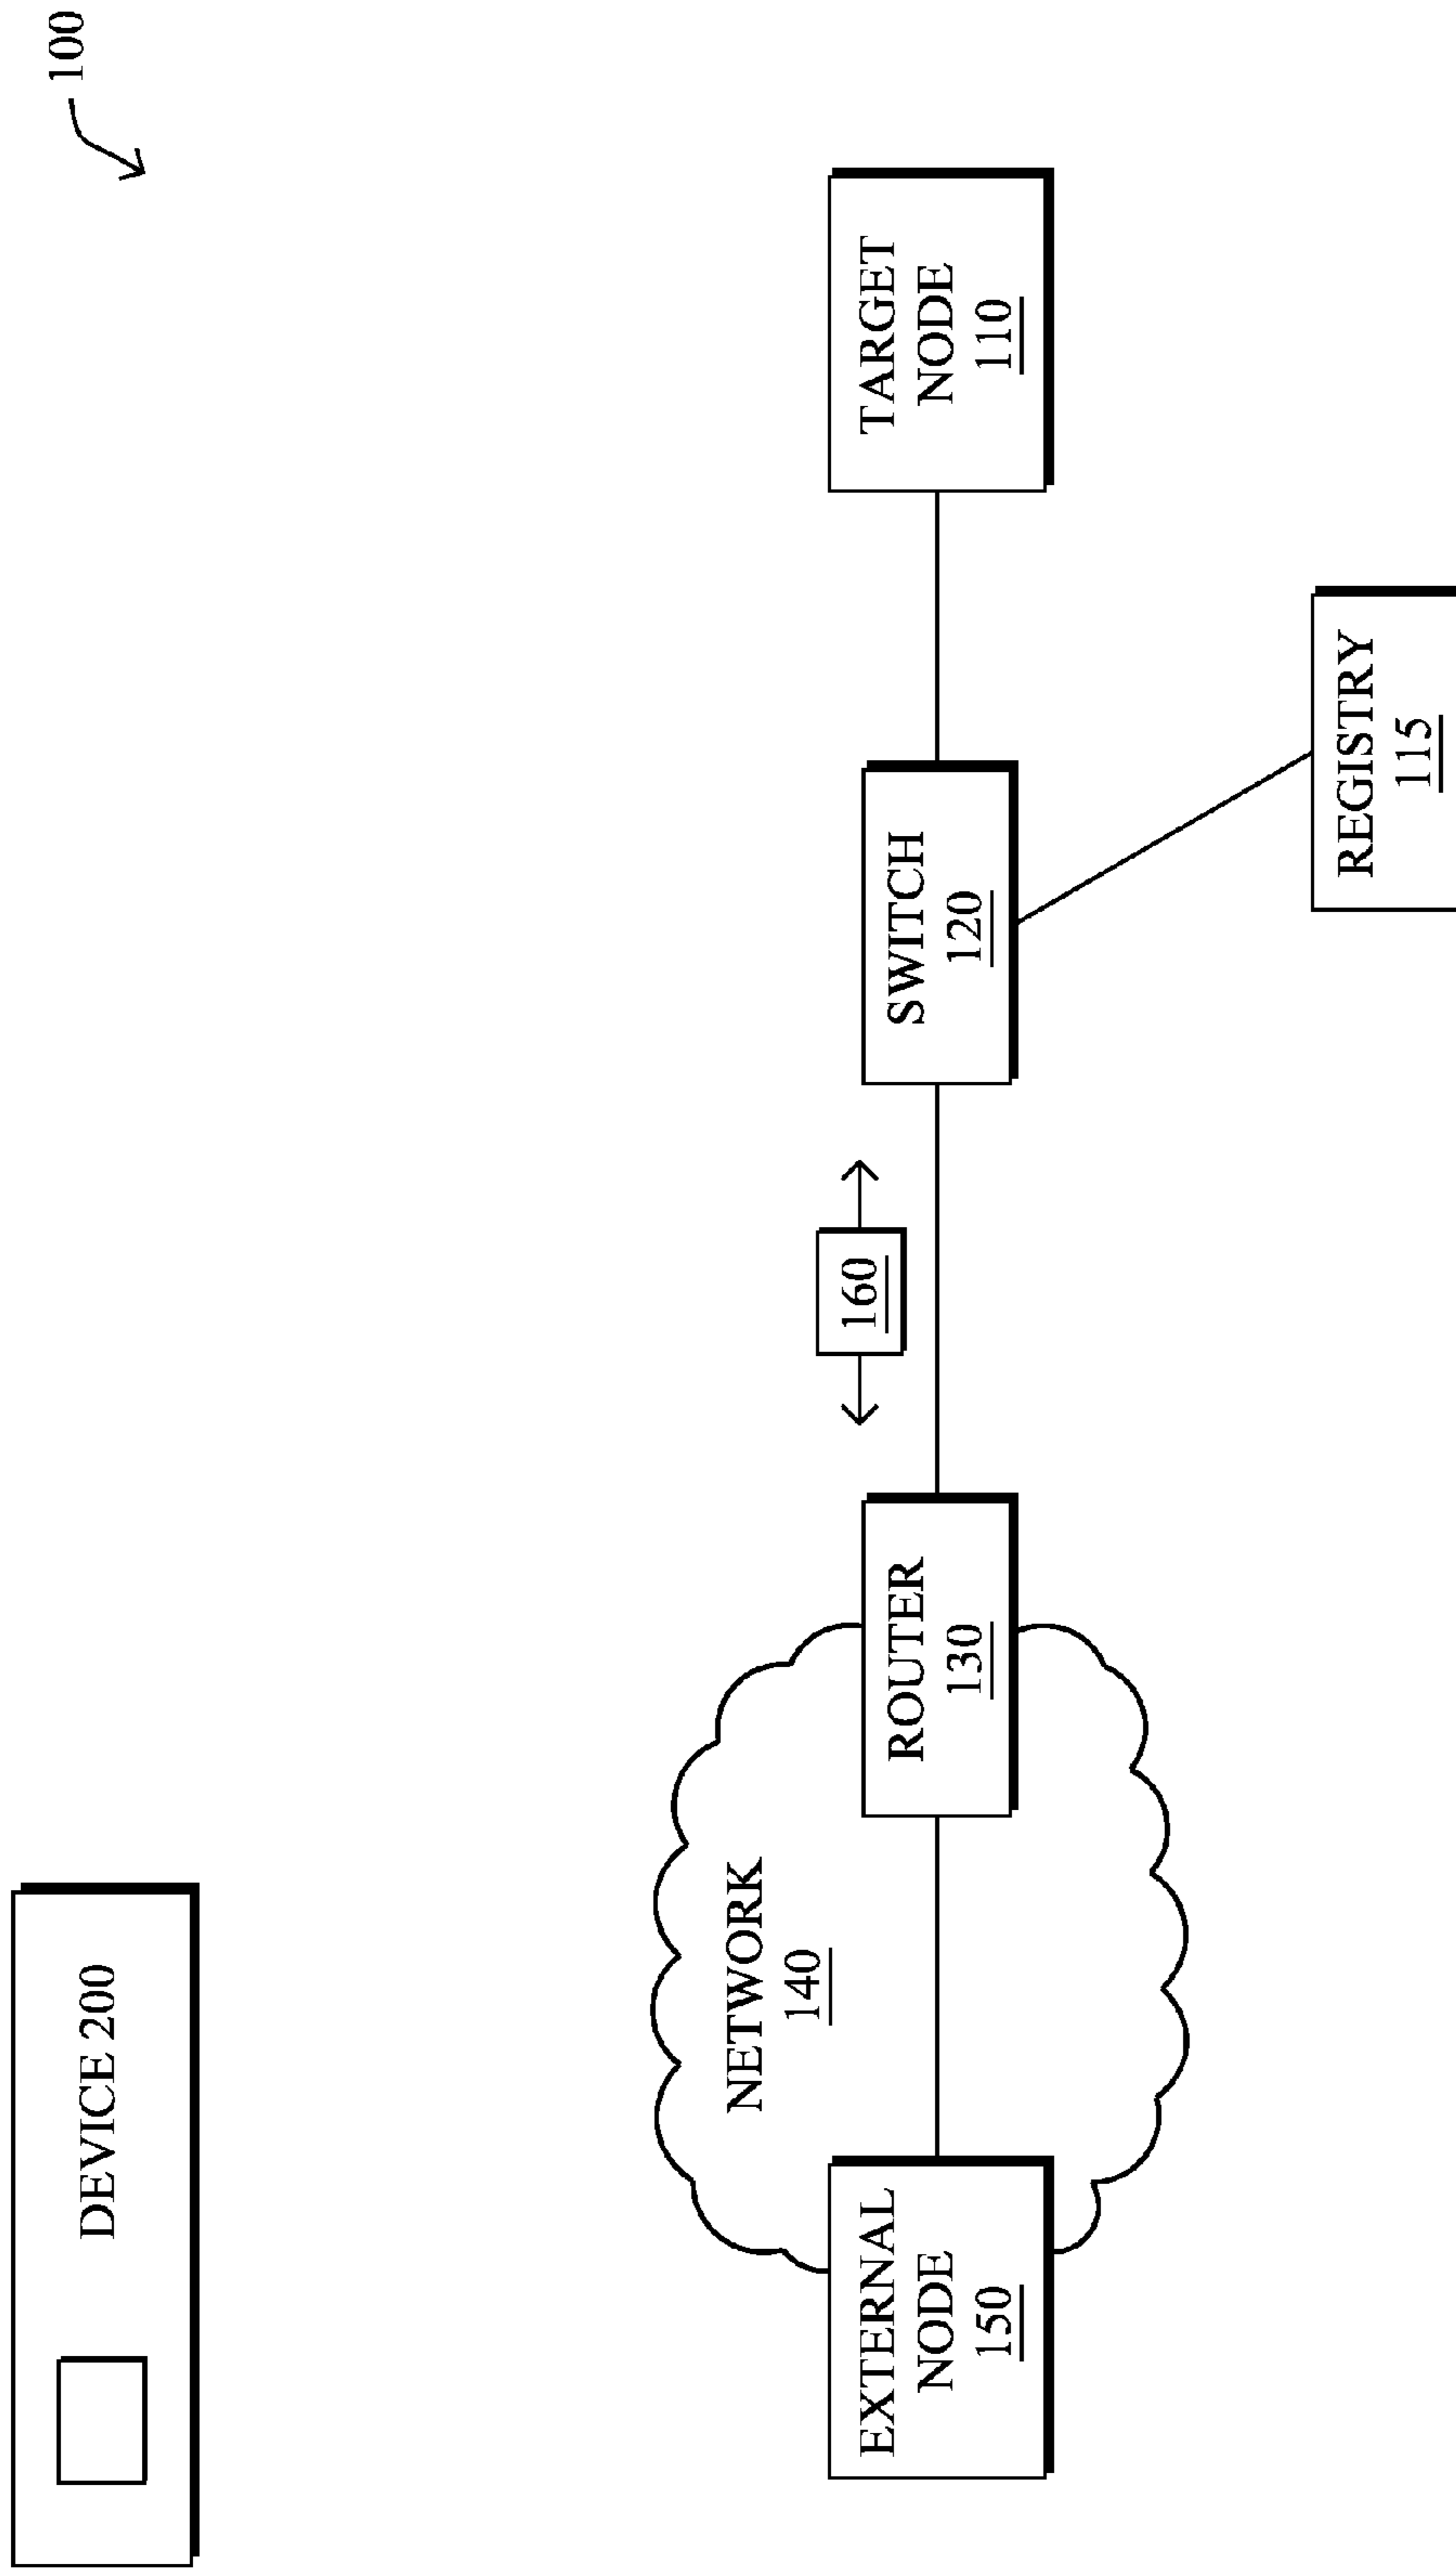 100
DEVICE 200
NETWORK
140
160
EXTERNAL
NODE
150
ROUTER
130
SWITCH
120
TARGET
NODE
110
REGISTRY
115